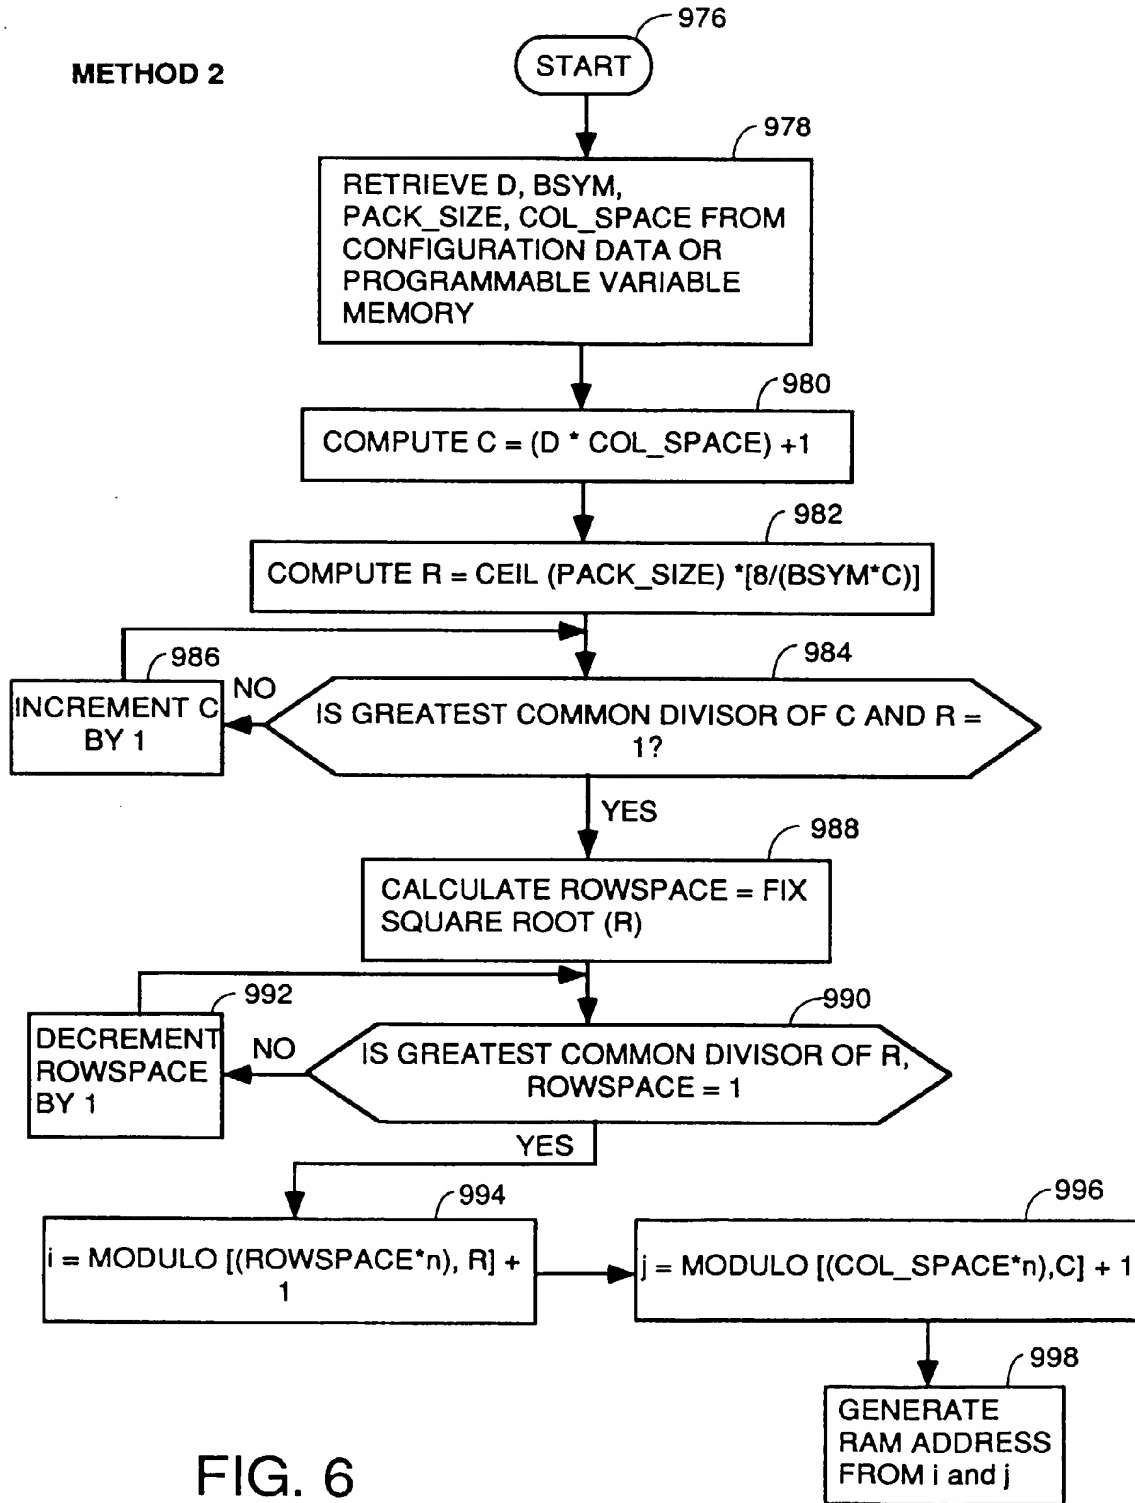 METHOD 2
976
START
978
RETRIEVE D, BSYM,
PACK_SIZE, COL_SPACE FROM
CONFIGURATION DATA OR
PROGRAMMABLE VARIABLE
MEMORY
980
COMPUTE C = (D * COL_SPACE) +1
982
COMPUTE R = CEIL (PACK_SIZE) *[8/(BSYM*C)]
984
986
NO
INCREMENT C
BY 1
IS GREATEST COMMON DIVISOR OF C AND R =
1?
YES
988
CALCULATE ROWSPACE = FIX
SQUARE ROOT (R)
990
992
NO
DECREMENT
ROWSPACE
BY 1
IS GREATEST COMMON DIVISOR OF R,
ROWSPACE = 1
YES
994
i = MODULO [(ROWSPACE*n), R] +
1
996
j = MODULO [(COL_SPACE*n),C] + 1
998
GENERATE
RAM ADDRESS
FROM i and j
FIG. 6